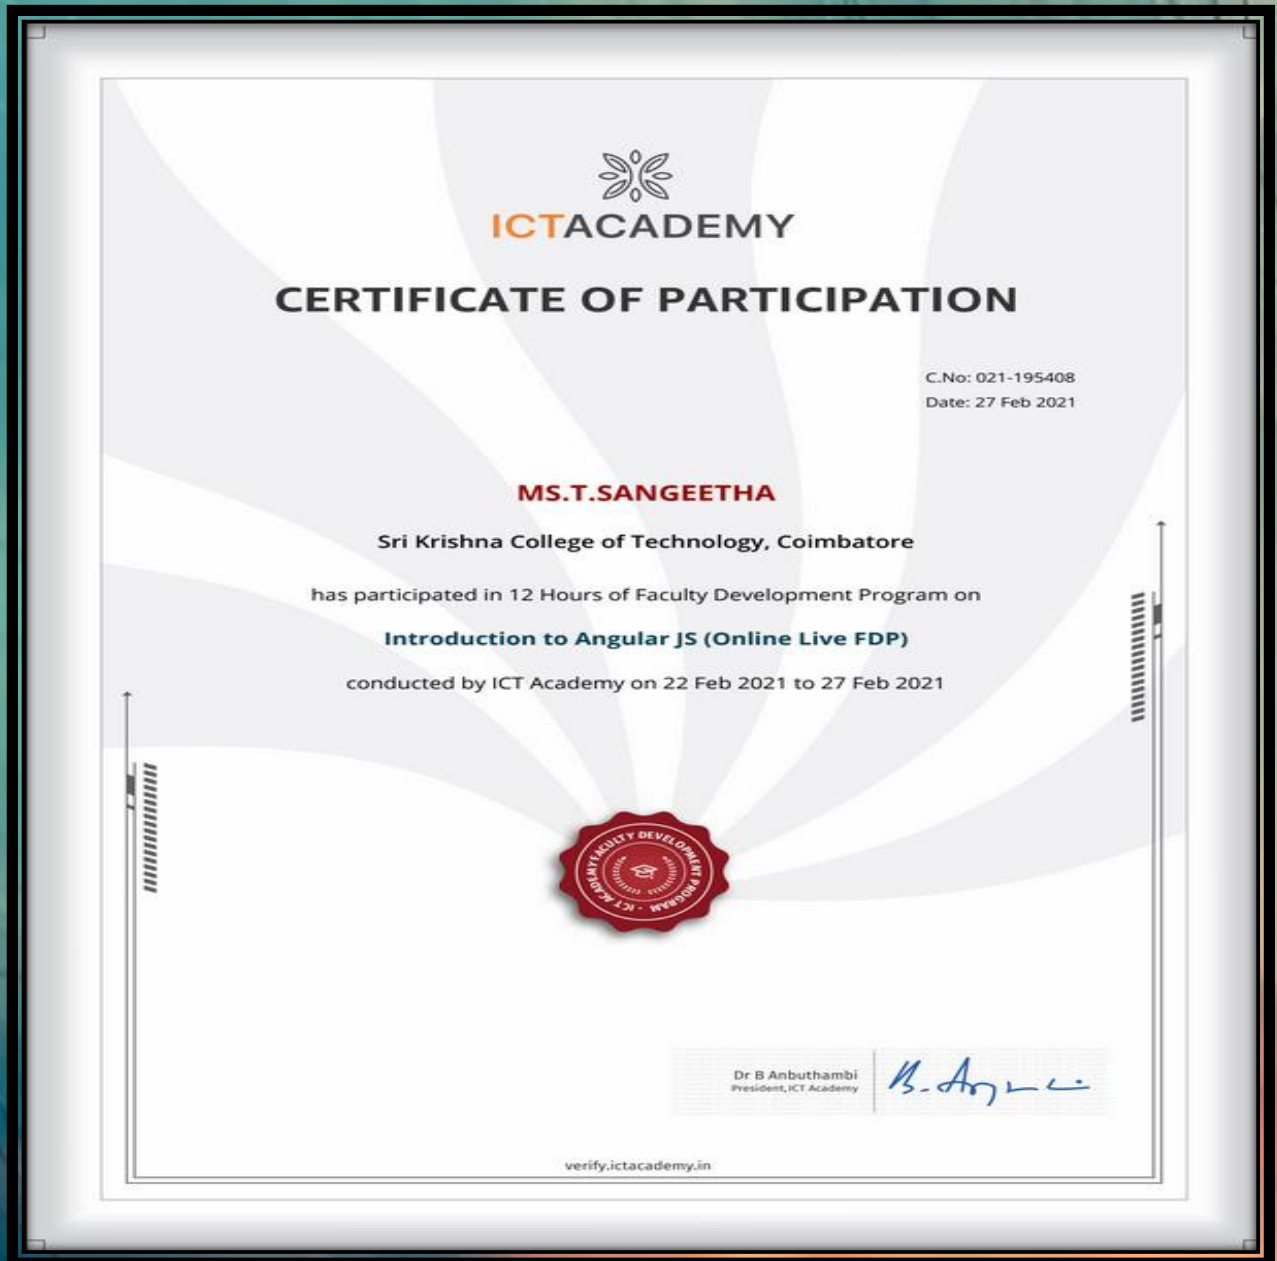 ICTACADEMY
CERTIFICATE OF PARTICIPATION
C.No: 021-195408
Date: 27 Feb 2021
MS.T.SANGEETHA
Sri Krishna College of Technology, Coimbatore
has participated in 12 Hours of Faculty Development Program on
Introduction to Angular JS (Online Live FDP)
conducted by ICT Academy on 22 Feb 2021 to 27 Feb 2021
FACULTY DEVELOPMENT PROGRAM - ICT ACADEMY
Dr B Anbuthambi
President, ICT Academy
verify.ictacademy.in